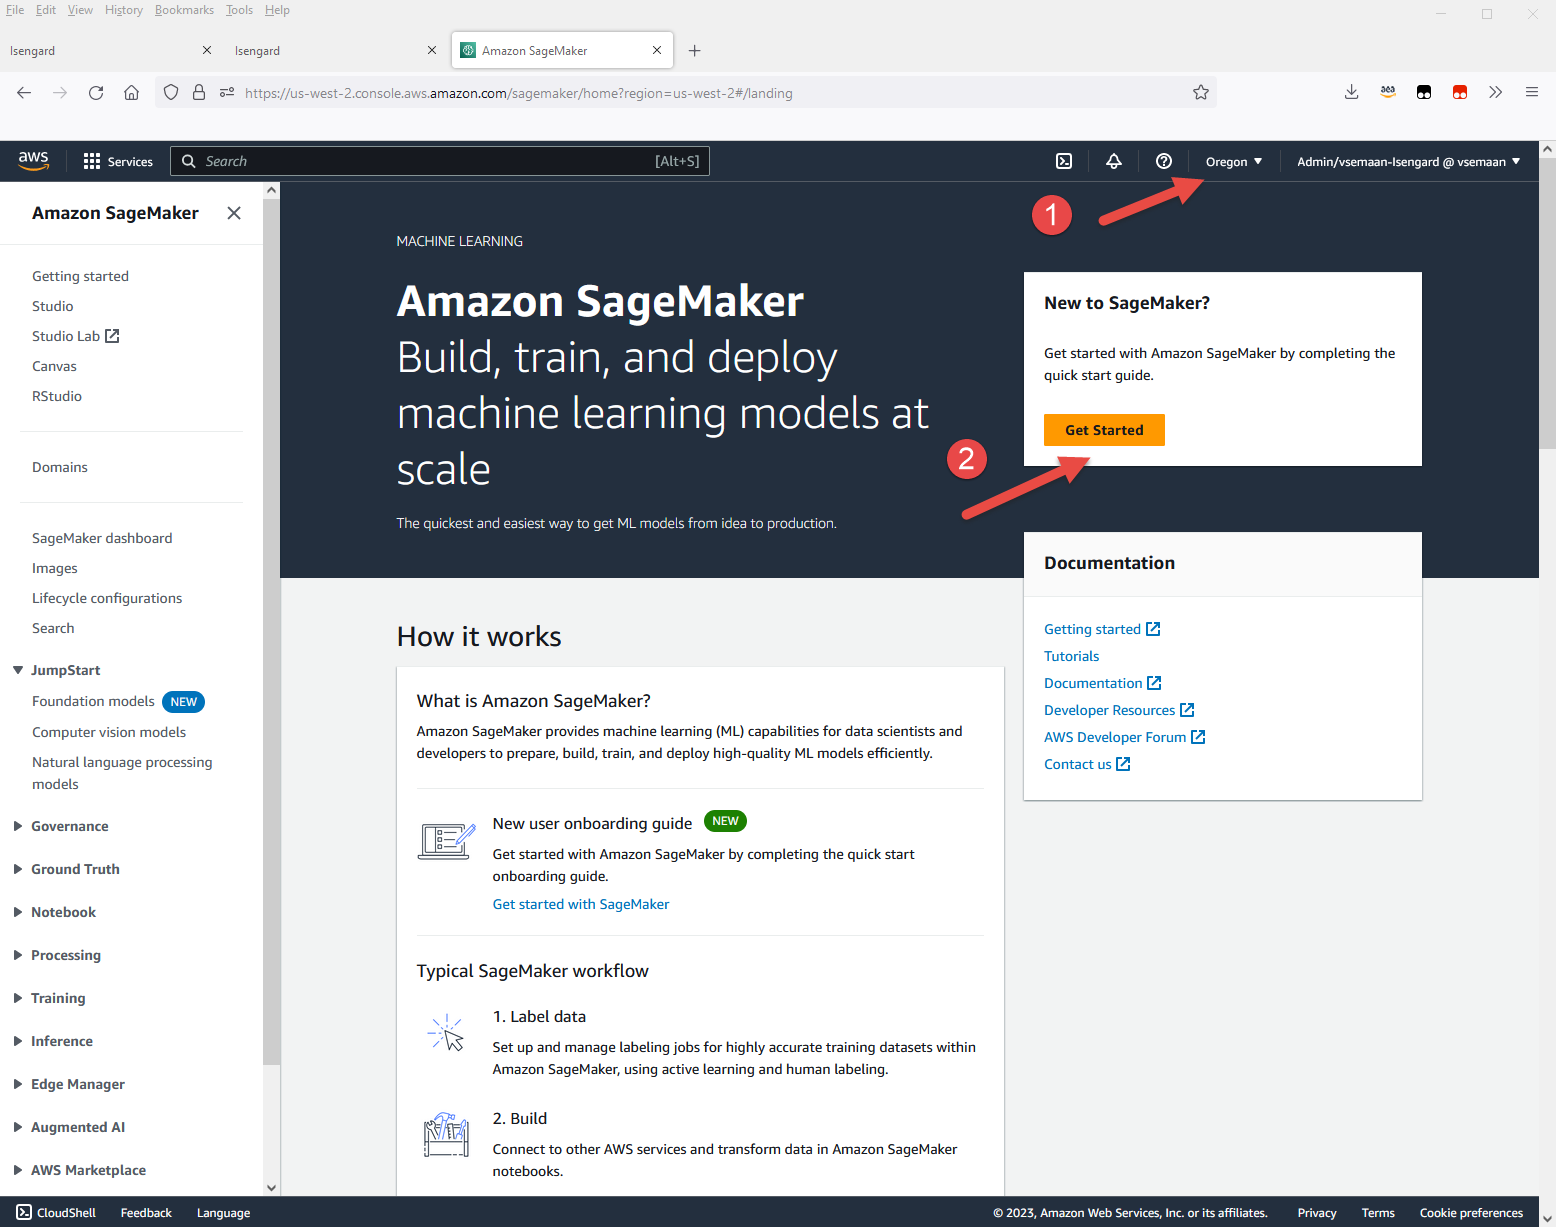 File Edit View History Bookmarks Tools Help
Isengard
Isengard
Amazon SageMaker
https://us-west-2.console.aws.amazon.com/sagemaker/home?region=us-west-2#/landing
aws
Services
Search
[Alt+S]
Oregon
Admin/vsemaan-Isengard @ vsemaan
Amazon SageMaker
Getting started
Studio
Studio Lab
Canvas
RStudio
Domains
SageMaker dashboard
Images
Lifecycle configurations
Search
JumpStart
Foundation models NEW
Computer vision models
Natural language processing
models
Governance
Ground Truth
Notebook
Processing
Training
Inference
Edge Manager
Augmented AI
AWS Marketplace
MACHINE LEARNING
Amazon SageMaker
Build, train, and deploy
machine learning models at
scale
The quickest and easiest way to get ML models from idea to production.
1
New to SageMaker?
Get started with Amazon SageMaker by completing the
quick start guide.
Get Started
2
Documentation
Getting started
Tutorials
Documentation
Developer Resources
AWS Developer Forum
Contact us
How it works
What is Amazon SageMaker?
Amazon SageMaker provides machine learning (ML) capabilities for data scientists and
developers to prepare, build, train, and deploy high-quality ML models efficiently.
New user onboarding guide NEW
Get started with Amazon SageMaker by completing the quick start
onboarding guide.
Get started with SageMaker
Typical SageMaker workflow
1. Label data
Set up and manage labeling jobs for highly accurate training datasets within
Amazon SageMaker, using active learning and human labeling.
2. Build
Connect to other AWS services and transform data in Amazon SageMaker
notebooks.
CloudShell
Feedback
Language
© 2023, Amazon Web Services, Inc. or its affiliates.
Privacy
Terms
Cookie preferences